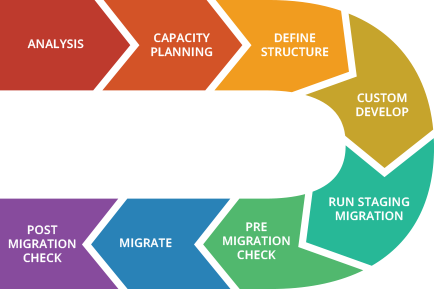 ANALYSIS
CAPACITY
PLANNING
DEFINE
STRUCTURE
CUSTOM
DEVELOP
RUN STAGING
MIGRATION
PRE
MIGRATION
CHECK
MIGRATE
POST
MIGRATION
CHECK